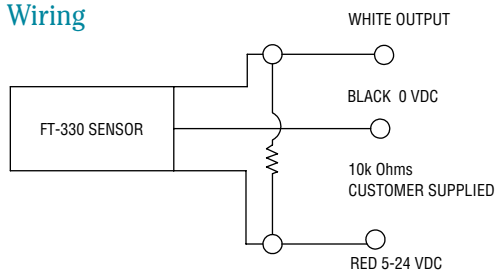 Wiring
WHITE OUTPUT
BLACK 0 VDC
FT-330 SENSOR
10k Ohms
CUSTOMER SUPPLIED
RED 5-24 VDC